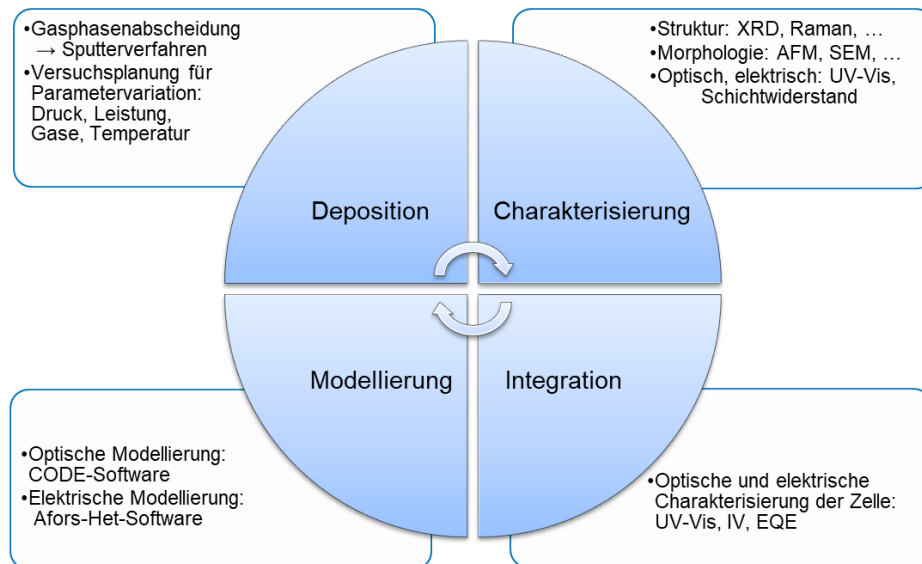 •Gasphasenabscheidung
→ Sputterverfahren
•Versuchsplanung für
Parametervariation:
Druck, Leistung,
Gase, Temperatur
•Struktur: XRD, Raman, …
•Morphologie: AFM, SEM, …
•Optisch, elektrisch: UV-Vis,
Schichtwiderstand
Deposition
Charakterisierung
Modellierung
Integration
•Optische Modellierung:
CODE-Software
•Elektrische Modellierung:
Afors-Het-Software
•Optische und elektrische
Charakterisierung der Zelle:
UV-Vis, IV, EQE